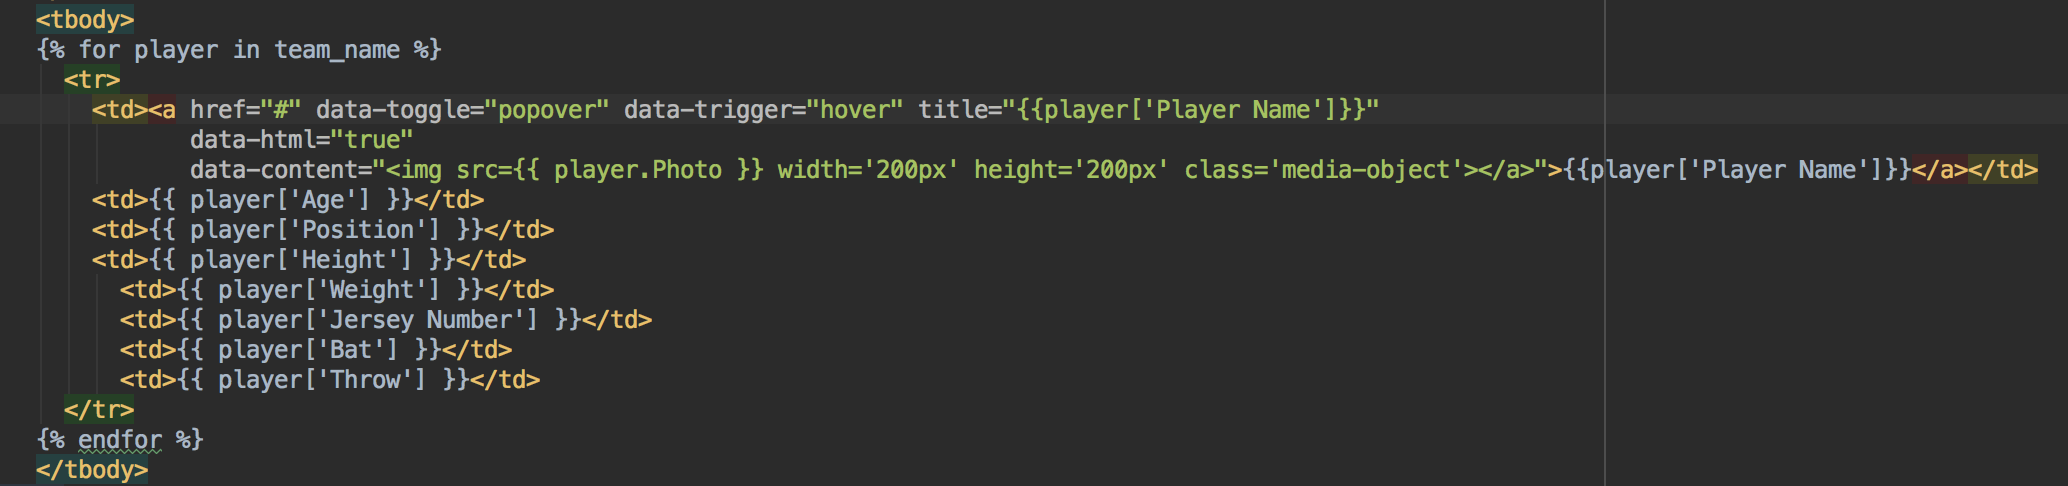 <tbody>
{% for player in team_name %}
  <tr>
    <td><a href="#" data-toggle="popover" data-trigger="hover" title="{{player['Player Name']}}"
           data-html="true"
           data-content="<img src={{ player.Photo }} width='200px' height='200px' class='media-object'></a>">{{player['Player Name']}}</a></td>
    <td>{{ player['Age'] }}</td>
    <td>{{ player['Position'] }}</td>
    <td>{{ player['Height'] }}</td>
      <td>{{ player['Weight'] }}</td>
      <td>{{ player['Jersey Number'] }}</td>
      <td>{{ player['Bat'] }}</td>
      <td>{{ player['Throw'] }}</td>
  </tr>
{% endfor %}
</tbody>